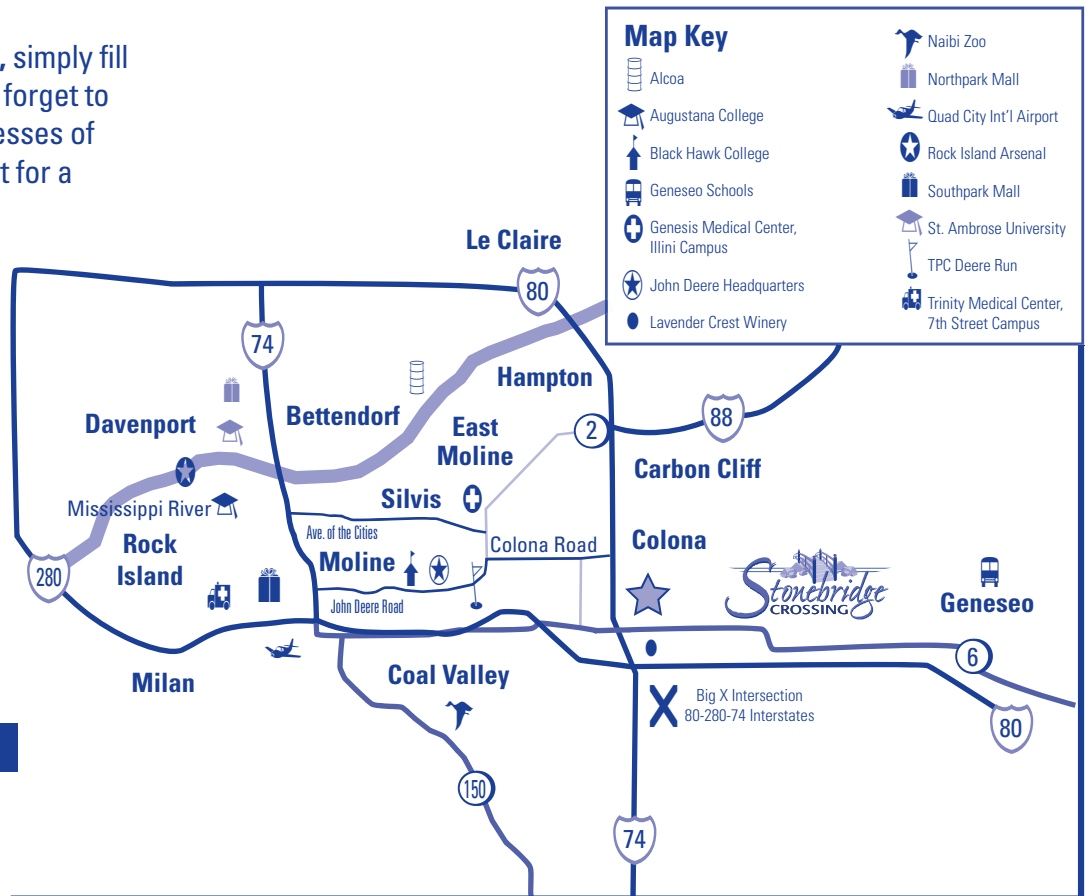 , simply fill
forget to
esses of
t for a
Map Key
Alcoa
Augustana College
Black Hawk College
Geneseo Schools
Genesis Medical Center,
Illini Campus
John Deere Headquarters
Lavender Crest Winery
Naibi Zoo
Northpark Mall
Quad City Int'l Airport
Rock Island Arsenal
Southpark Mall
St. Ambrose University
TPC Deere Run
Trinity Medical Center,
7th Street Campus
Le Claire
80
74
Hampton
Davenport
Bettendorf
East
Moline
2
88
Carbon Cliff
Silvis
Mississippi River
Ave. of the Cities
Rock
Island
Moline
Colona Road
Colona
280
John Deere Road
Stonebridge
CROSSING
Geneseo
Milan
Coal Valley
6
Big X Intersection
80-280-74 Interstates
80
150
74